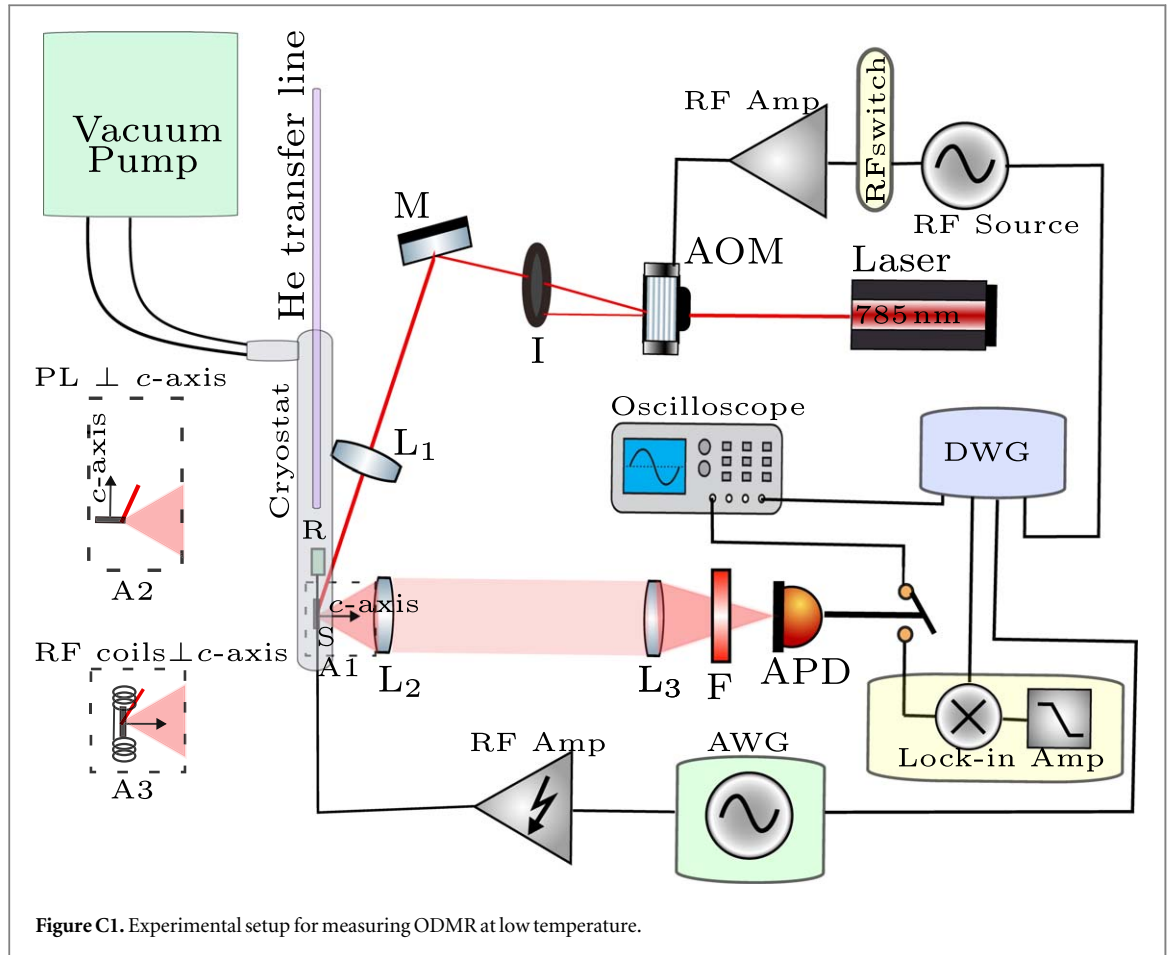 Vacuum
Pump
He transfer line
RF Amp
RFswitch
RF Source
M
AOM
Laser
785nm
I
PL ⊥ c-axis
c-axis
A2
Cryostat
L1
Oscilloscope
DWG
R
c-axis
S
A1
L2
L3
F
APD
RF coils⊥c-axis
A3
Lock-in Amp
RF Amp
AWG
Figure C1. Experimental setup for measuring ODMR at low temperature.